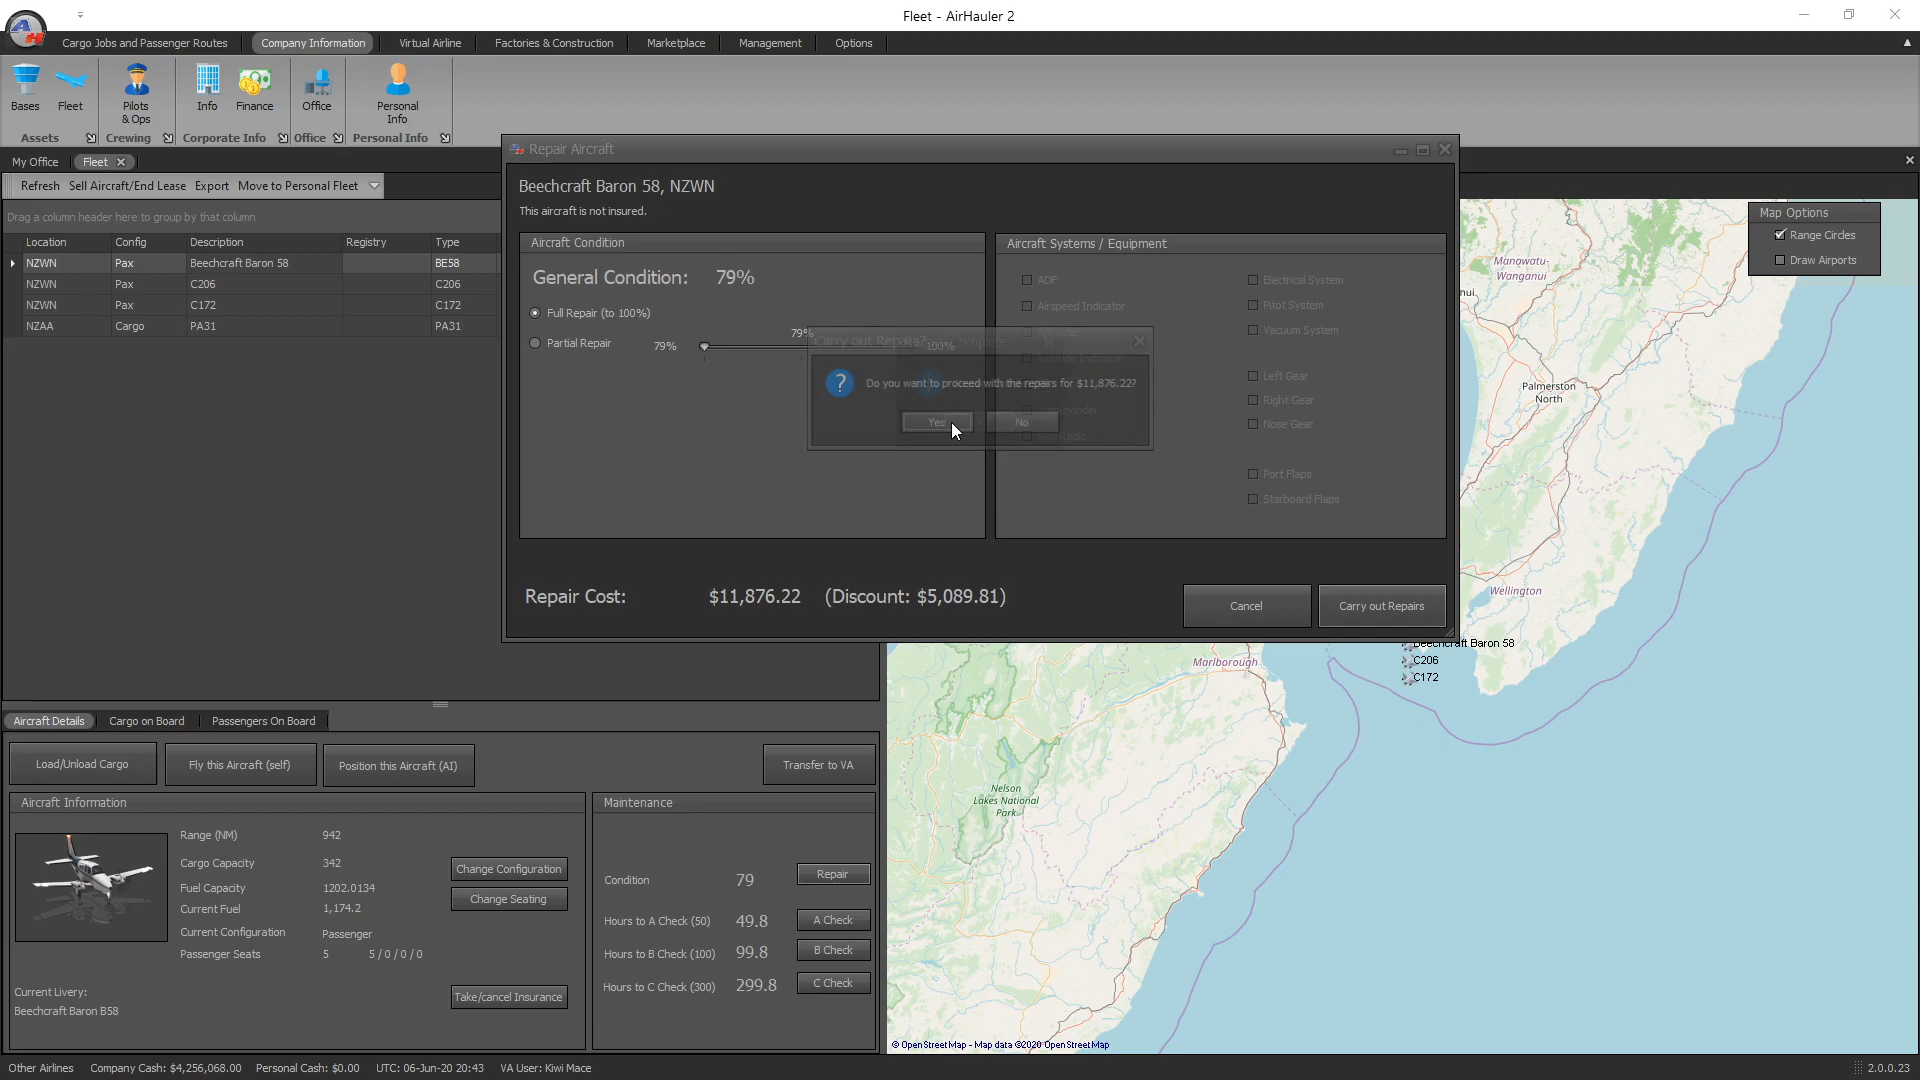 Fleet - AirHauler 2
Cargo Jobs and Passenger Routes
Company Information
Virtual Airline
Factories & Construction
Marketplace
Management
Options
Bases
Fleet
Pilots
& Ops
Info
Finance
Office
Personal
Info
Assets
Crewing
Corporate Info
Office
Personal Info
My Office
Fleet
Refresh
Sell Aircraft/End Lease
Export
Move to Personal Fleet
Drag a column header here to group by that column
Location Config Description Registry Type
NZWN Pax Beechcraft Baron 58 BE58
NZWN Pax C206 C206
NZWN Pax C172 C172
NZAA Cargo PA31 PA31
Repair Aircraft
Beechcraft Baron 58, NZWN
This aircraft is not insured.
Aircraft Condition
General Condition: 79%
Full Repair (to 100%)
79%
Partial Repair 79% 100%
Aircraft Systems / Equipment
ADF
Airspeed Indicator
Electrical System
Pitot System
Vacuum System
Left Gear
Right Gear
Nose Gear
Port Flaps
Starboard Flaps
Carry out Repairs?
Complete
Do you want to proceed with the repairs for $11,876.22?
Yes
No
Repair Cost: $11,876.22 (Discount: $5,089.81)
Cancel
Carry out Repairs
Map Options
Range Circles
Draw Airports
Manawatu-
Wanganui
Palmerston
North
Wellington
Beechcraft Baron 58
C206
C172
Marlborough
Nelson
Lakes National
Park
© OpenStreetMap - Map data ©2020 OpenStreetMap
Aircraft Details
Cargo on Board
Passengers On Board
Load/Unload Cargo
Fly this Aircraft (self)
Position this Aircraft (AI)
Transfer to VA
Aircraft Information
Range (NM) 942
Cargo Capacity 342
Fuel Capacity 1202.0134
Current Fuel 1,174.2
Current Configuration Passenger
Passenger Seats 5 5 / 0 / 0 / 0
Change Configuration
Change Seating
Current Livery:
Beechcraft Baron B58
Take/cancel Insurance
Maintenance
Condition 79 Repair
Hours to A Check (50) 49.8 A Check
Hours to B Check (100) 99.8 B Check
Hours to C Check (300) 299.8 C Check
Other Airlines
Company Cash: $4,256,068.00
Personal Cash: $0.00
UTC: 06-Jun-20 20:43
VA User: Kiwi Mace
2.0.0.23